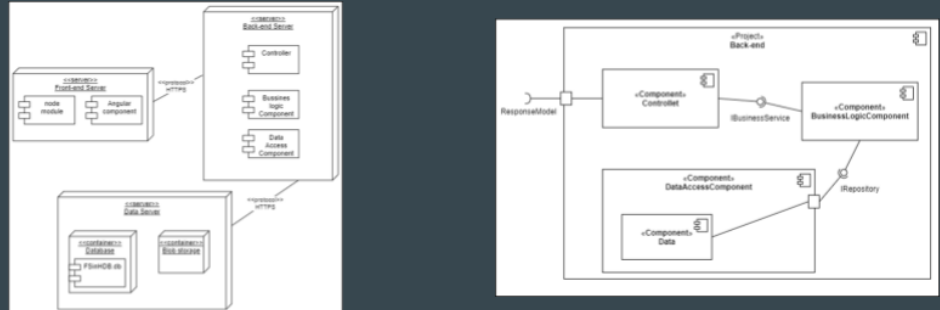 <<server>>
Back-end Server
Controller
<<server>>
Front-end Server
node
module
Angular
component
<<protocol>>
HTTPS
Bussines
logic
Component
Data
Access
Component
<<protocol>>
HTTPS
<<server>>
Data Server
<<container>>
Database
<<container>>
Blob storage
«Project»
Back-end
«Component»
Controllet
ResponseModel
IBusinessService
«Component»
BusinessLogicComponent
«Component»
DataAccessComponent
IRepository
«Component»
Data